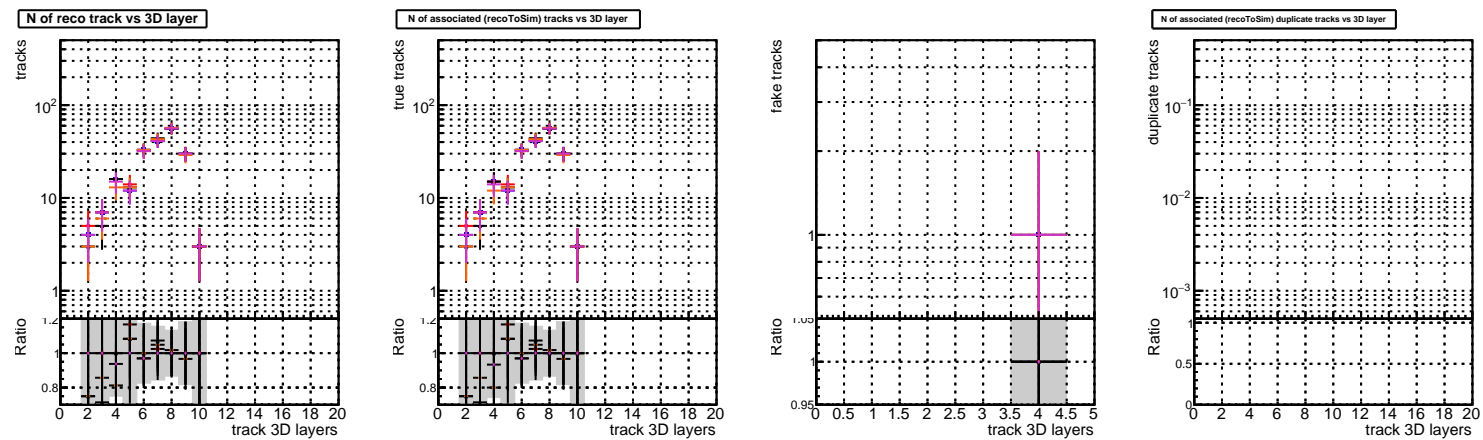 N of reco track vs 3D layer
tracks
10²
10
1
Ratio
1.2
1
0.8
0 2 4 6 8 10 12 14 16 18 20
track 3D layers
N of associated (recoToSim) tracks vs 3D layer
true tracks
10²
10
1
Ratio
1.2
1
0.8
0 2 4 6 8 10 12 14 16 18 20
track 3D layers
fake tracks
1
Ratio
1.05
1
0.95
0 0.5 1 1.5 2 2.5 3 3.5 4 4.5 5
track 3D layers
N of associated (recoToSim) duplicate tracks vs 3D layer
duplicate tracks
10⁻¹
10⁻²
10⁻³
Ratio
1
0.5
0
0 2 4 6 8 10 12 14 16 18 20
track 3D layers